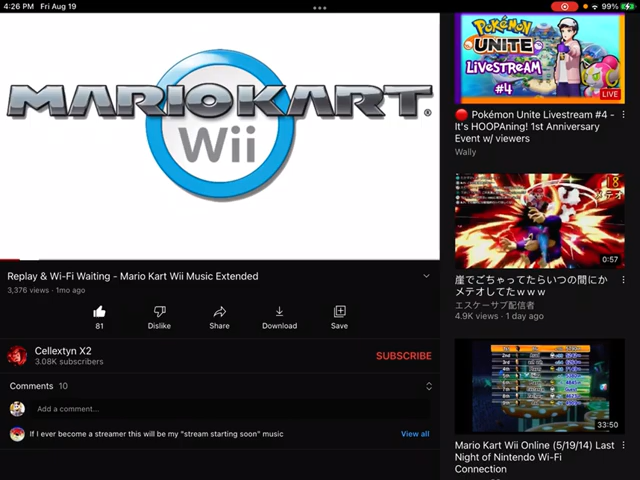 4:26 PM Fri Aug 19
99%
MARIOKART®
Wii
Replay & Wi-Fi Waiting - Mario Kart Wii Music Extended
3,376 views · 1mo ago
81
Dislike
Share
Download
Save
Cellextyn X2
3.08K subscribers
SUBSCRIBE
Comments 10
Add a comment...
If I ever become a streamer this will be my "stream starting soon" music
View all
POKéMON
UNITE
LIVESTREAM
#4
LIVE
🔴 Pokémon Unite Livestream #4 -
It's HOOPAning! 1st Anniversary
Event w/ viewers
Wally
メテオ
0:57
崖でごちゃってたらいつの間にか
メテオしてたｗｗｗ
エスケーサブ配信者
4.9K views · 1 day ago
33:50
Mario Kart Wii Online (5/19/14) Last
Night of Nintendo Wi-Fi
Connection